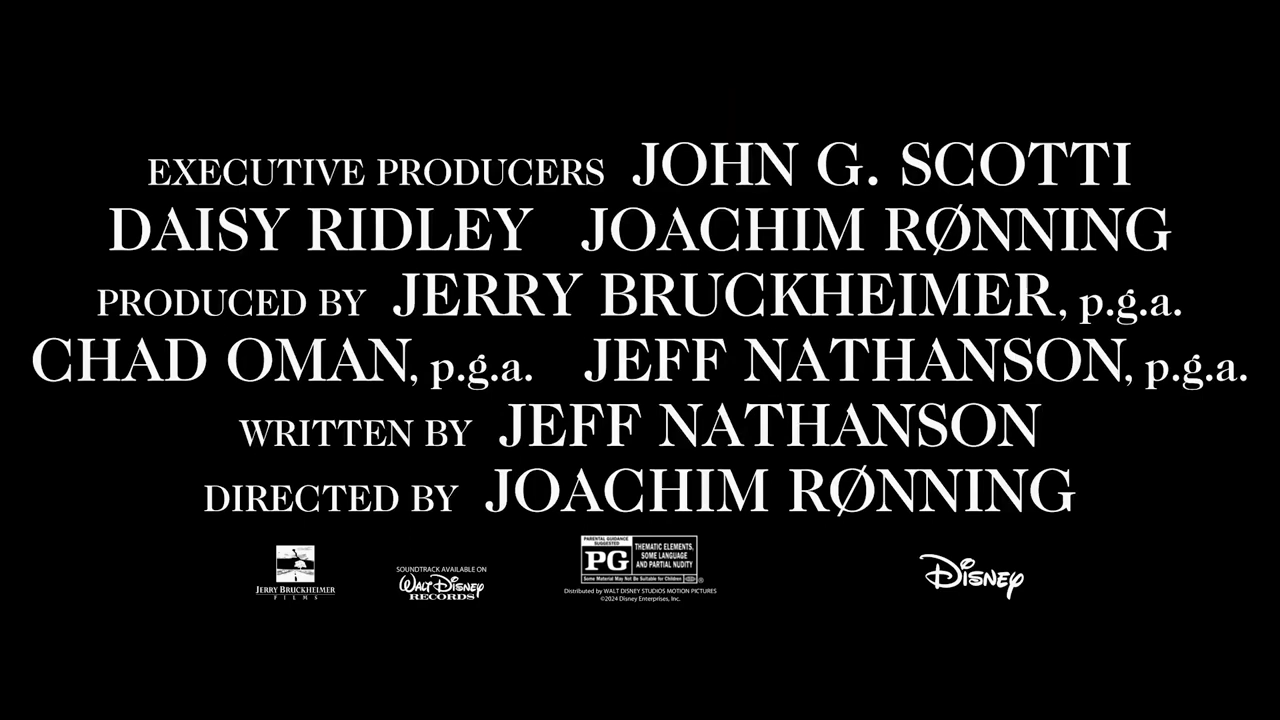 EXECUTIVE PRODUCERS JOHN G. SCOTTI
DAISY RIDLEY JOACHIM RØNNING
PRODUCED BY JERRY BRUCKHEIMER, p.g.a.
CHAD OMAN, p.g.a. JEFF NATHANSON, p.g.a.
WRITTEN BY JEFF NATHANSON
DIRECTED BY JOACHIM RØNNING
JERRY BRUCKHEIMER
FILMS
SOUNDTRACK AVAILABLE ON
WALT DISNEY
RECORDS
PARENTAL GUIDANCE SUGGESTED
PG
THEMATIC ELEMENTS,
SOME LANGUAGE
AND PARTIAL NUDITY
Some Material May Not Be Suitable for Children
®
Distributed by WALT DISNEY STUDIOS MOTION PICTURES
©2024 Disney Enterprises, Inc.
Disney